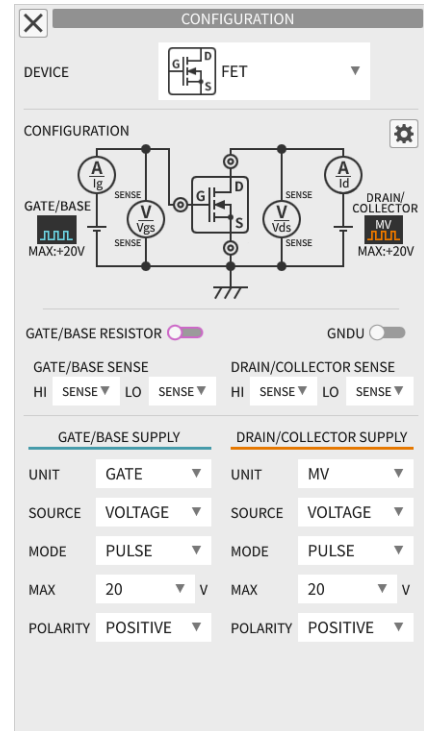 CONFIGURATION
DEVICE
G D S
FET
CONFIGURATION
A Ig
A Id
SENSE
SENSE
GATE/BASE
V Vgs
G D S
V Vds
DRAIN/
COLLECTOR
MV
SENSE
SENSE
MAX:+20V
MAX:+20V
GATE/BASE RESISTOR
GNDU
GATE/BASE SENSE
DRAIN/COLLECTOR SENSE
HI SENSE LO SENSE
HI SENSE LO SENSE
GATE/BASE SUPPLY
DRAIN/COLLECTOR SUPPLY
UNIT GATE
UNIT MV
SOURCE VOLTAGE
SOURCE VOLTAGE
MODE PULSE
MODE PULSE
MAX 20 V
MAX 20 V
POLARITY POSITIVE
POLARITY POSITIVE